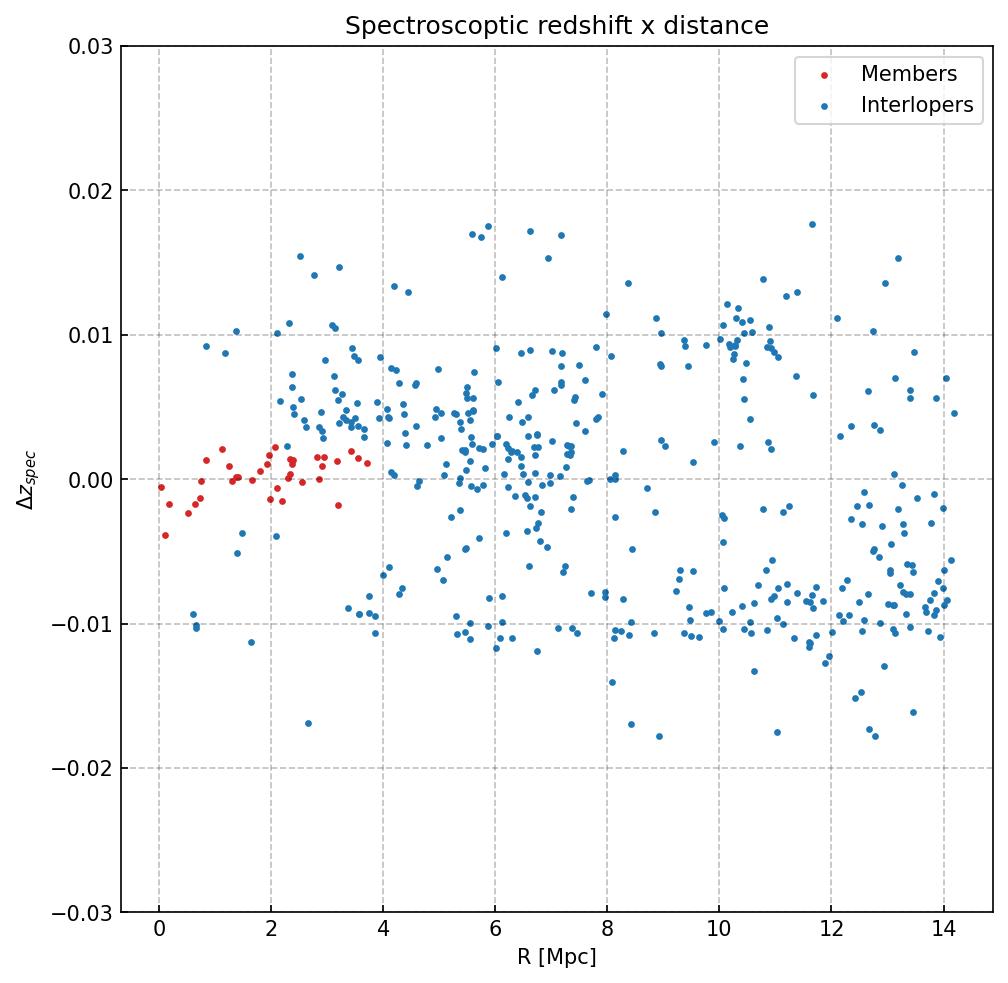 Spectroscoptic redshift x distance
Members
Interlopers
0.03
0.02
0.01
0.00
−0.01
−0.02
−0.03
Δz_spec
0 2 4 6 8 10 12 14
R [Mpc]